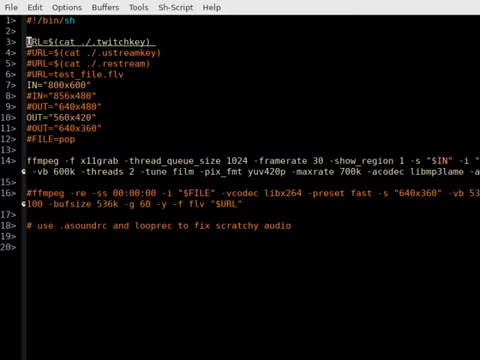 File Edit Options Buffers Tools Sh-Script Help
1> #!/bin/sh
2>
3> URL=$(cat ./.twitchkey)
4> #URL=$(cat ./.ustreamkey)
5> #URL=$(cat ./.restream)
6> #URL=test_file.flv
7> IN="800x600"
8> #IN="856x480"
9> #OUT="640x480"
10> OUT="560x420"
11> #OUT="640x360"
12> #FILE=pop
13>
14> ffmpeg -f x11grab -thread_queue_size 1024 -framerate 30 -show_region 1 -s "$IN" -i "
-vb 600k -threads 2 -tune film -pix_fmt yuv420p -maxrate 700k -acodec libmp3lame -a
15>
16> #ffmpeg -re -ss 00:00:00 -i "$FILE" -vcodec libx264 -preset fast -s "640x360" -vb 53
100 -bufsize 536k -g 60 -y -f flv "$URL"
17>
18> # use .asoundrc and looprec to fix scratchy audio
19>
20>